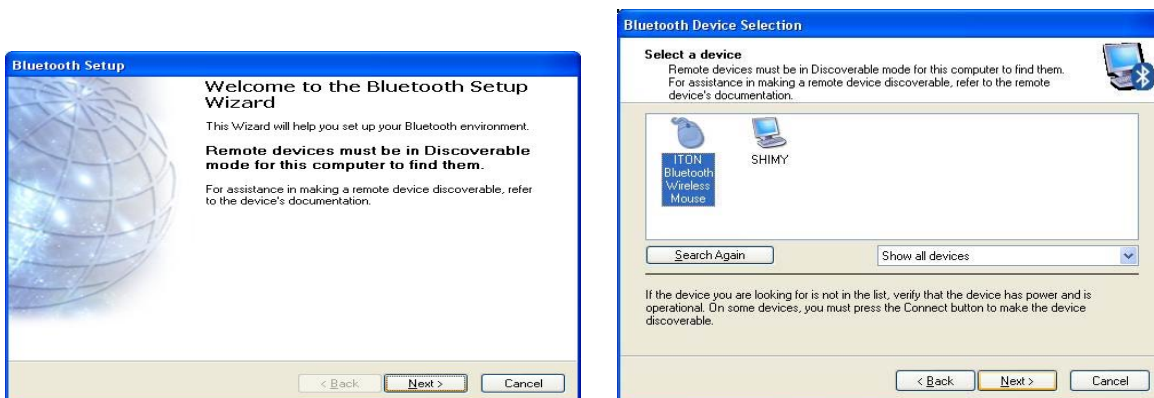 Bluetooth Setup
Welcome to the Bluetooth Setup
Wizard
This Wizard will help you set up your Bluetooth environment.
Remote devices must be in Discoverable
mode for this computer to find them.
For assistance in making a remote device discoverable, refer
to the device's documentation.
< Back
Next >
Cancel
Bluetooth Device Selection
Select a device
Remote devices must be in Discoverable mode for this computer to find them.
For assistance in making a remote device discoverable, refer to the remote
device's documentation.
ITON
Bluetooth
Wireless
Mouse
SHIMY
Search Again
Show all devices
If the device you are looking for is not in the list, verify that the device has power and is
operational. On some devices, you must press the Connect button to make the device
discoverable.
< Back
Next >
Cancel